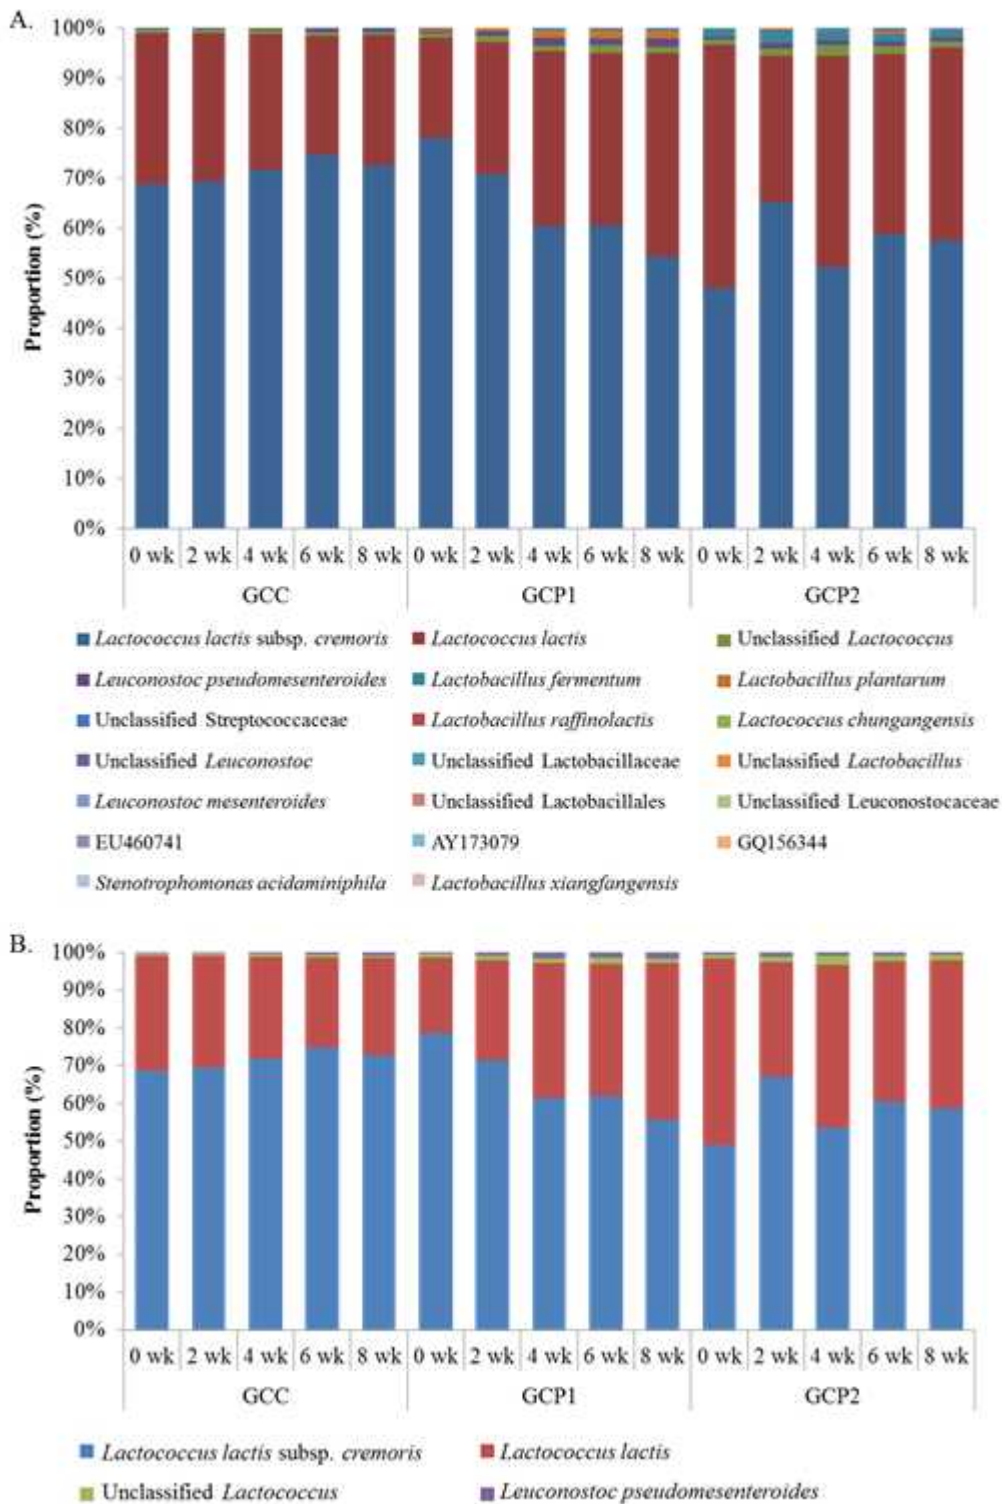 A.
100%
90%
80%
70%
60%
50%
40%
30%
20%
10%
0%
Proportion (%)
0 wk 2 wk 4 wk 6 wk 8 wk 0 wk 2 wk 4 wk 6 wk 8 wk 0 wk 2 wk 4 wk 6 wk 8 wk
GCC GCP1 GCP2
Lactococcus lactis subsp. cremoris Lactococcus lactis Unclassified Lactococcus
Leuconostoc pseudomesenteroides Lactobacillus fermentum Lactobacillus plantarum
Unclassified Streptococcaceae Lactobacillus raffinolactis Lactococcus chungangensis
Unclassified Leuconostoc Unclassified Lactobacillaceae Unclassified Lactobacillus
Leuconostoc mesenteroides Unclassified Lactobacillales Unclassified Leuconostocaceae
EU460741 AY173079 GQ156344
Stenotrophomonas acidaminiphila Lactobacillus xiangfangensis
B.
100%
90%
80%
70%
60%
50%
40%
30%
20%
10%
0%
Proportion (%)
0 wk 2 wk 4 wk 6 wk 8 wk 0 wk 2 wk 4 wk 6 wk 8 wk 0 wk 2 wk 4 wk 6 wk 8 wk
GCC GCP1 GCP2
Lactococcus lactis subsp. cremoris Lactococcus lactis
Unclassified Lactococcus Leuconostoc pseudomesenteroides